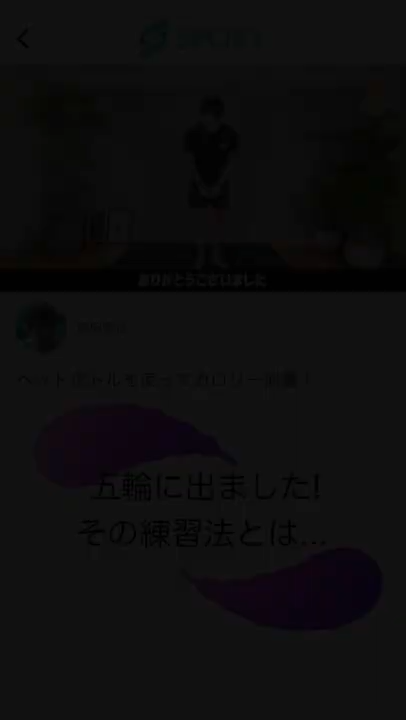 ありがとうございました
ペットボトルを使ってカロリー消費！
五輪に出ました!
その練習法とは...